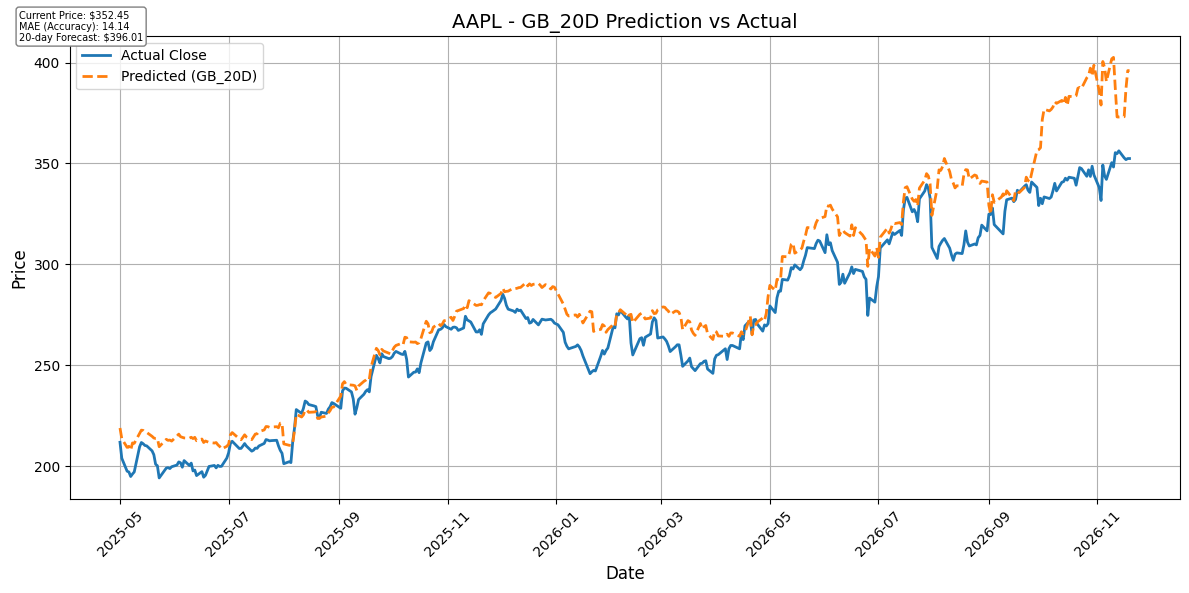 Current Price: $352.45
MAE (Accuracy): 14.14
20-day Forecast: $396.01
AAPL - GB_20D Prediction vs Actual
Actual Close
Predicted (GB_20D)
Price
400
350
300
250
200
2025-05
2025-07
2025-09
2025-11
2026-01
2026-03
2026-05
2026-07
2026-09
2026-11
Date